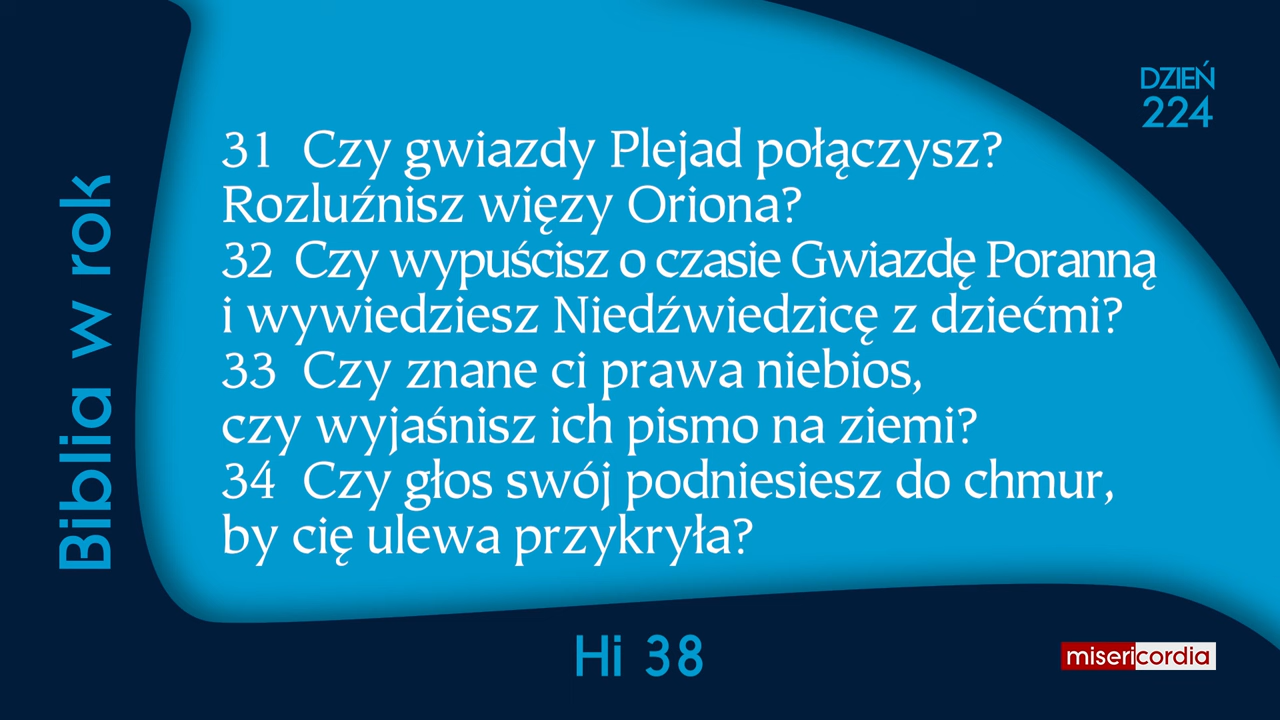 DZIEŃ
224
Biblia w rok
31 Czy gwiazdy Plejad połączysz?
Rozluźnisz więzy Oriona?
32 Czy wypuścisz o czasie Gwiazdę Poranną
i wywiedziesz Niedźwiedzicę z dziećmi?
33 Czy znane ci prawa niebios,
czy wyjaśnisz ich pismo na ziemi?
34 Czy głos swój podniesiesz do chmur,
by cię ulewa przykryła?
Hi 38
misericordia